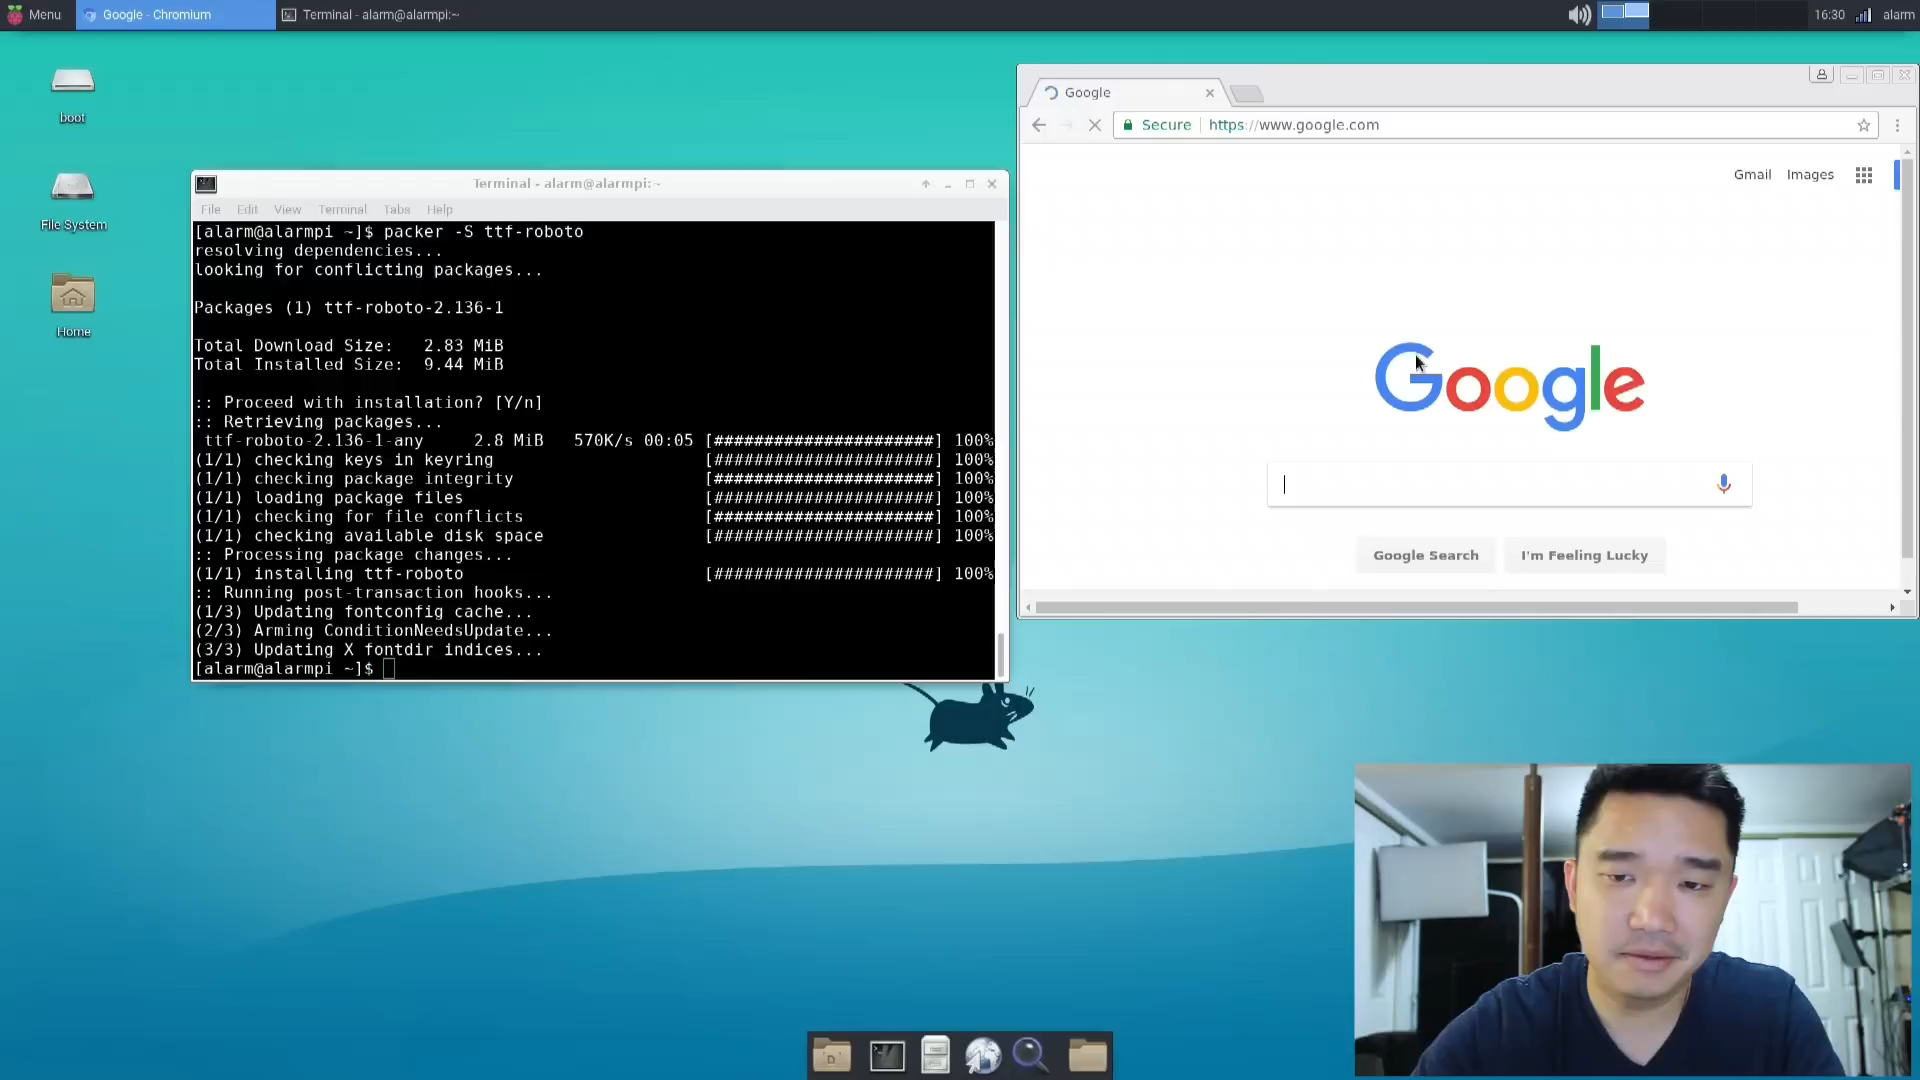 Menu
Google - Chromium
Terminal - alarm@alarmpi:~
16:30
alarm
boot
File System
Home
Terminal - alarm@alarmpi:~
File Edit View Terminal Tabs Help
[alarm@alarmpi ~]$ packer -S ttf-roboto
resolving dependencies...
looking for conflicting packages...
Packages (1) ttf-roboto-2.136-1
Total Download Size:   2.83 MiB
Total Installed Size:  9.44 MiB
:: Proceed with installation? [Y/n]
:: Retrieving packages...
ttf-roboto-2.136-1-any     2.8 MiB   570K/s 00:05 [######################] 100%
(1/1) checking keys in keyring [######################] 100%
(1/1) checking package integrity [######################] 100%
(1/1) loading package files [######################] 100%
(1/1) checking for file conflicts [######################] 100%
(1/1) checking available disk space [######################] 100%
:: Processing package changes...
(1/1) installing ttf-roboto [######################] 100%
:: Running post-transaction hooks...
(1/3) Updating fontconfig cache...
(2/3) Arming ConditionNeedsUpdate...
(3/3) Updating X fontdir indices...
[alarm@alarmpi ~]$
Google
Secure https://www.google.com
Gmail Images
Google
Google Search I'm Feeling Lucky